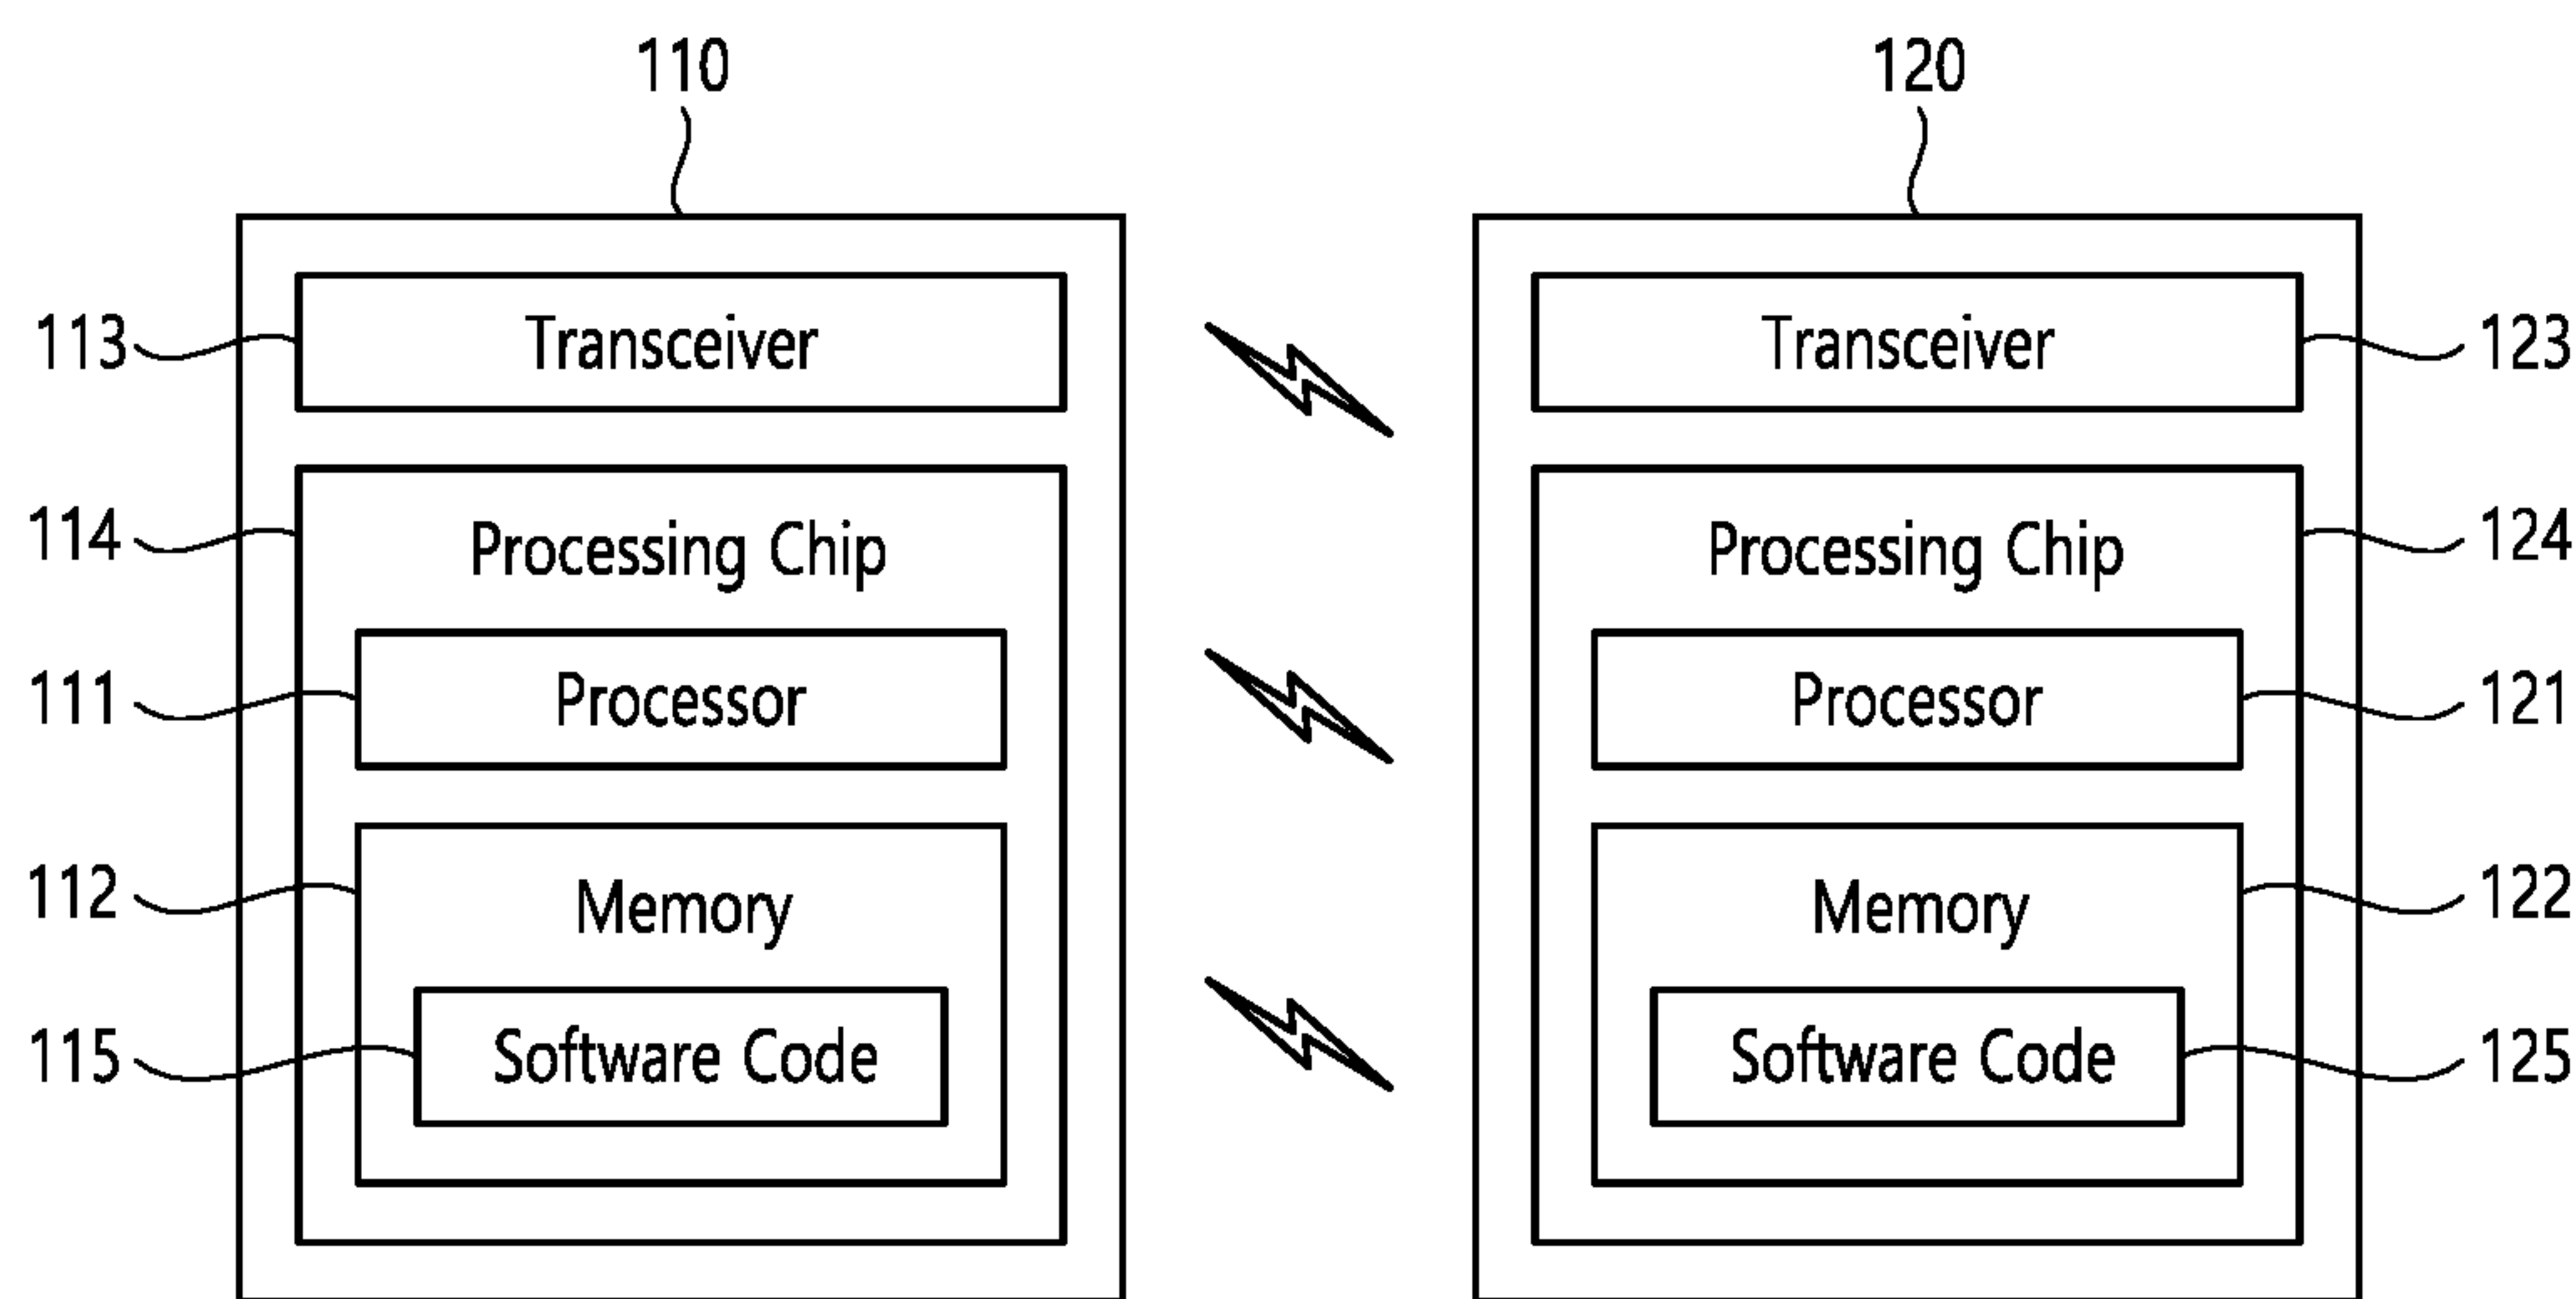 110
120
113 Transceiver
Transceiver 123
114 Processing Chip
Processing Chip 124
111 Processor
Processor 121
112 Memory
Memory 122
115 Software Code
Software Code 125